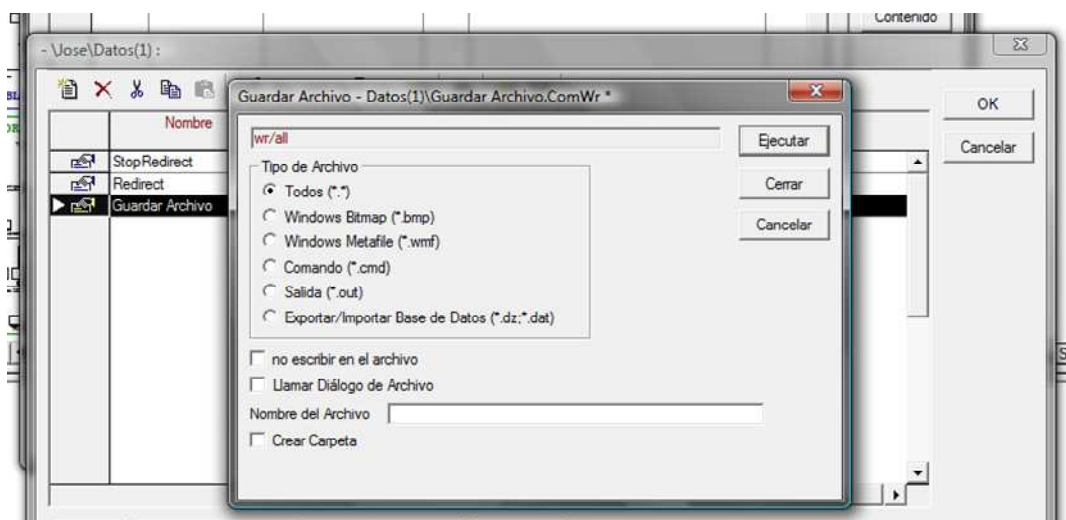 Contenido
- \Jose\Datos(1) :
Nombre
StopRedirect
Redirect
Guardar Archivo
OK
Cancelar
Guardar Archivo - Datos(1)\Guardar Archivo.ComWr *
wr/all
Tipo de Archivo
Todos (*.*)
Windows Bitmap (*.bmp)
Windows Metafile (*.wmf)
Comando (*.cmd)
Salida (*.out)
Exportar/Importar Base de Datos (*.dz;*.dat)
no escribir en el archivo
Llamar Diálogo de Archivo
Nombre del Archivo
Crear Carpeta
Ejecutar
Cerrar
Cancelar